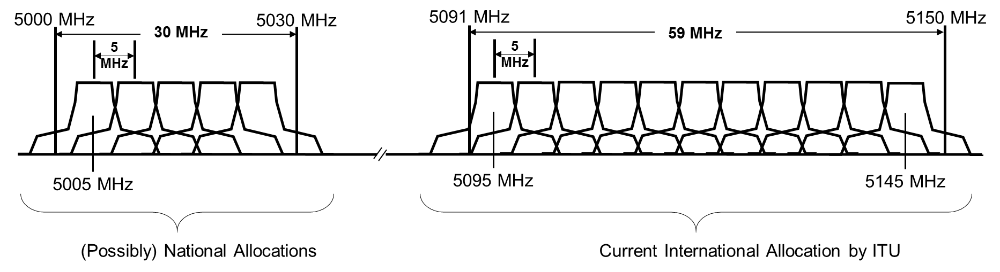 5000 MHz
5030 MHz
30 MHz
5
MHz
5005 MHz
(Possibly) National Allocations
5091 MHz
5150 MHz
59 MHz
5
MHz
5095 MHz
5145 MHz
Current International Allocation by ITU